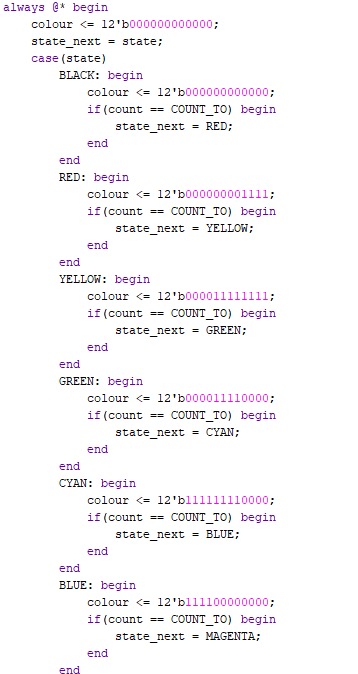 always @* begin
    colour <= 12'b000000000000;
    state_next = state;
    case(state)
        BLACK: begin
            colour <= 12'b000000000000;
            if(count == COUNT_TO) begin
                state_next = RED;
            end
        end
        RED: begin
            colour <= 12'b000000001111;
            if(count == COUNT_TO) begin
                state_next = YELLOW;
            end
        end
        YELLOW: begin
            colour <= 12'b000011111111;
            if(count == COUNT_TO) begin
                state_next = GREEN;
            end
        end
        GREEN: begin
            colour <= 12'b000011110000;
            if(count == COUNT_TO) begin
                state_next = CYAN;
            end
        end
        CYAN: begin
            colour <= 12'b111111110000;
            if(count == COUNT_TO) begin
                state_next = BLUE;
            end
        end
        BLUE: begin
            colour <= 12'b111100000000;
            if(count == COUNT_TO) begin
                state_next = MAGENTA;
            end
        end